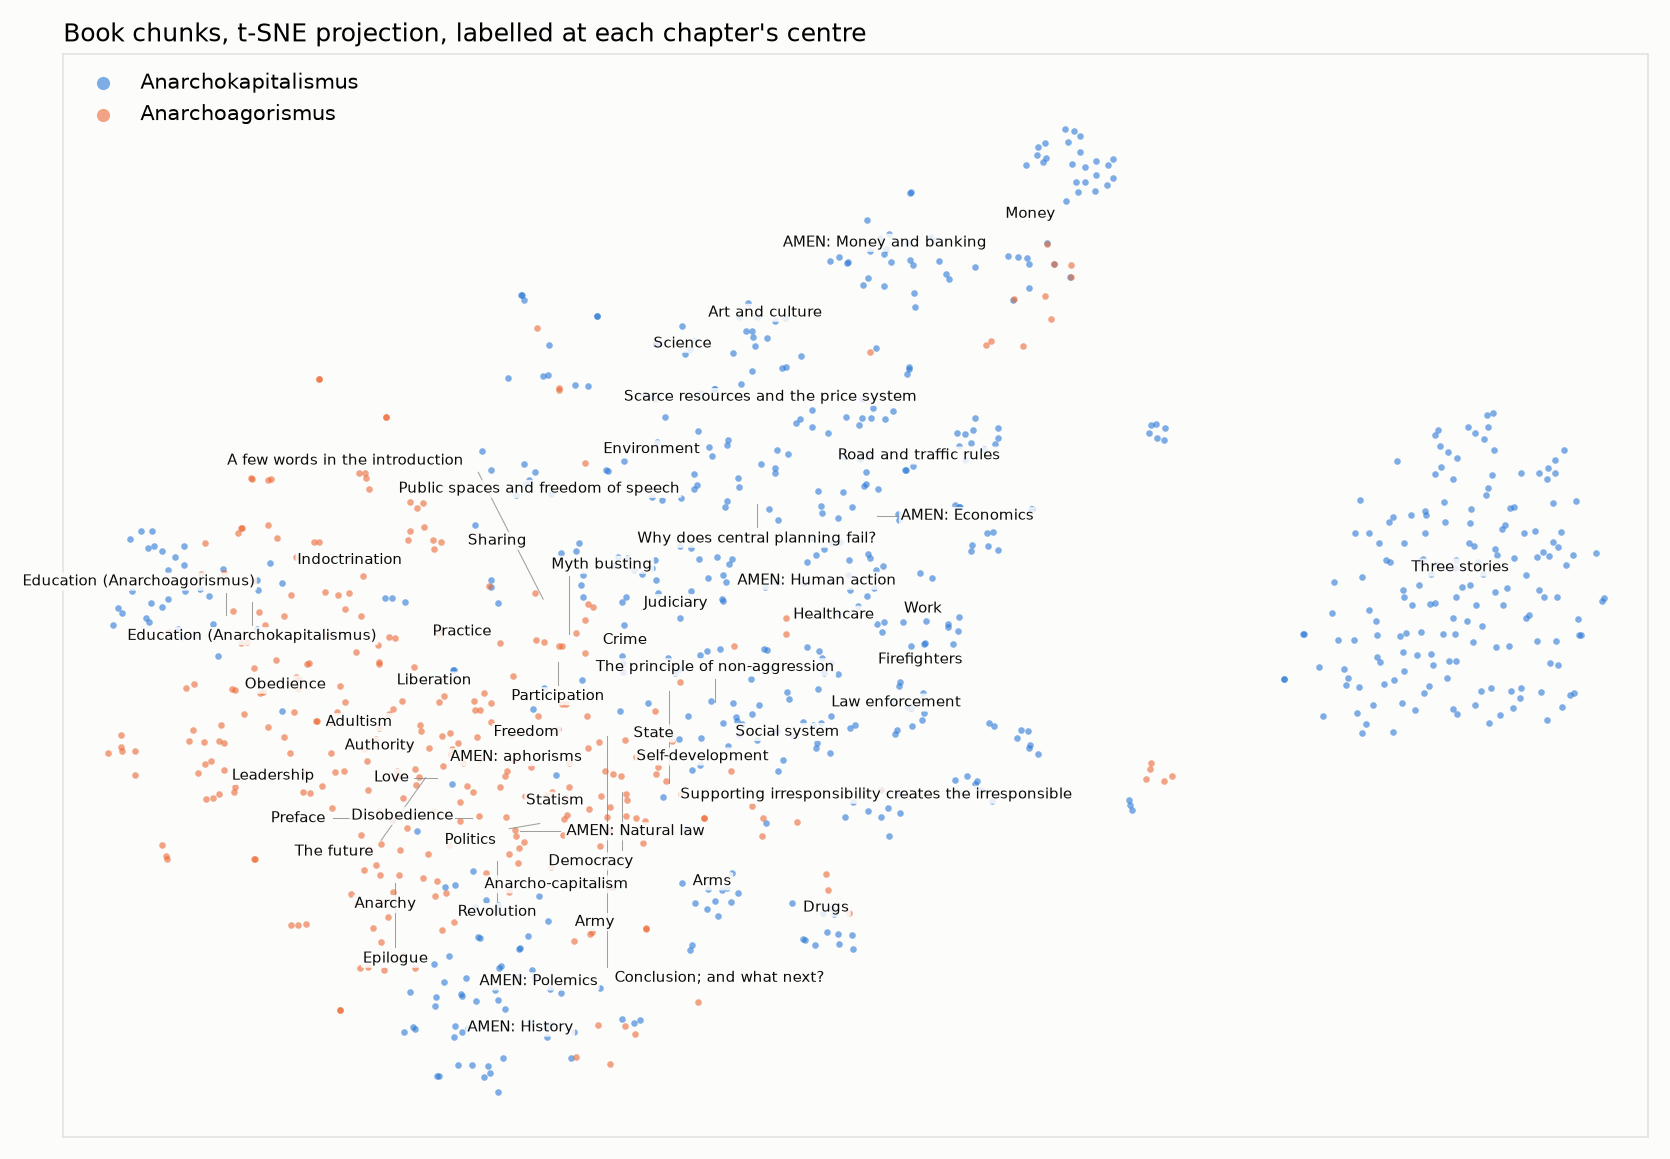 Book chunks, t-SNE projection, labelled at each chapter's centre
Anarchokapitalismus
Anarchoagorismus
Money
AMEN: Money and banking
Art and culture
Science
Scarce resources and the price system
Environment
Road and traffic rules
A few words in the introduction
Public spaces and freedom of speech
AMEN: Economics
Why does central planning fail?
Sharing
Indoctrination
Myth busting
Three stories
Education (Anarchoagorismus)
AMEN: Human action
Judiciary
Work
Healthcare
Education (Anarchokapitalismus)
Practice
Crime
Firefighters
The principle of non-aggression
Liberation
Obedience
Participation
Law enforcement
Adultism
Freedom
State
Social system
Authority
AMEN: aphorisms
Self-development
Leadership
Love
Supporting irresponsibility creates the irresponsible
Statism
Preface
Disobedience
AMEN: Natural law
Politics
The future
Democracy
Arms
Anarcho-capitalism
Anarchy
Drugs
Revolution
Army
Epilogue
Conclusion; and what next?
AMEN: Polemics
AMEN: History